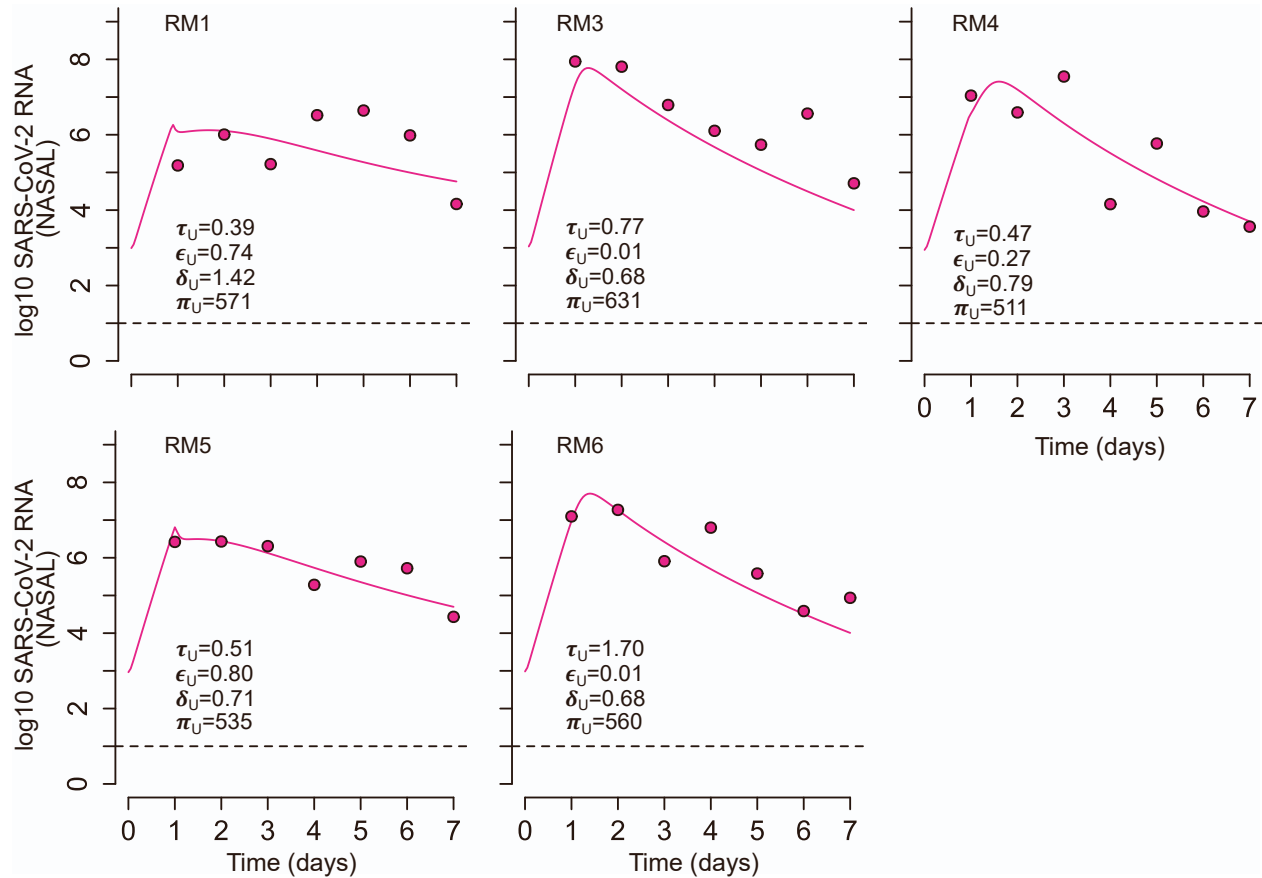 log10 SARS-CoV-2 RNA
(NASAL)
0
2
4
6
8
RM1
τU=0.39
ϵU=0.74
δU=1.42
πU=571
RM3
τU=0.77
ϵU=0.01
δU=0.68
πU=631
RM4
τU=0.47
ϵU=0.27
δU=0.79
πU=511
0 1 2 3 4 5 6 7
Time (days)
log10 SARS-CoV-2 RNA
(NASAL)
0
2
4
6
8
RM5
τU=0.51
ϵU=0.80
δU=0.71
πU=535
0 1 2 3 4 5 6 7
Time (days)
RM6
τU=1.70
ϵU=0.01
δU=0.68
πU=560
0 1 2 3 4 5 6 7
Time (days)